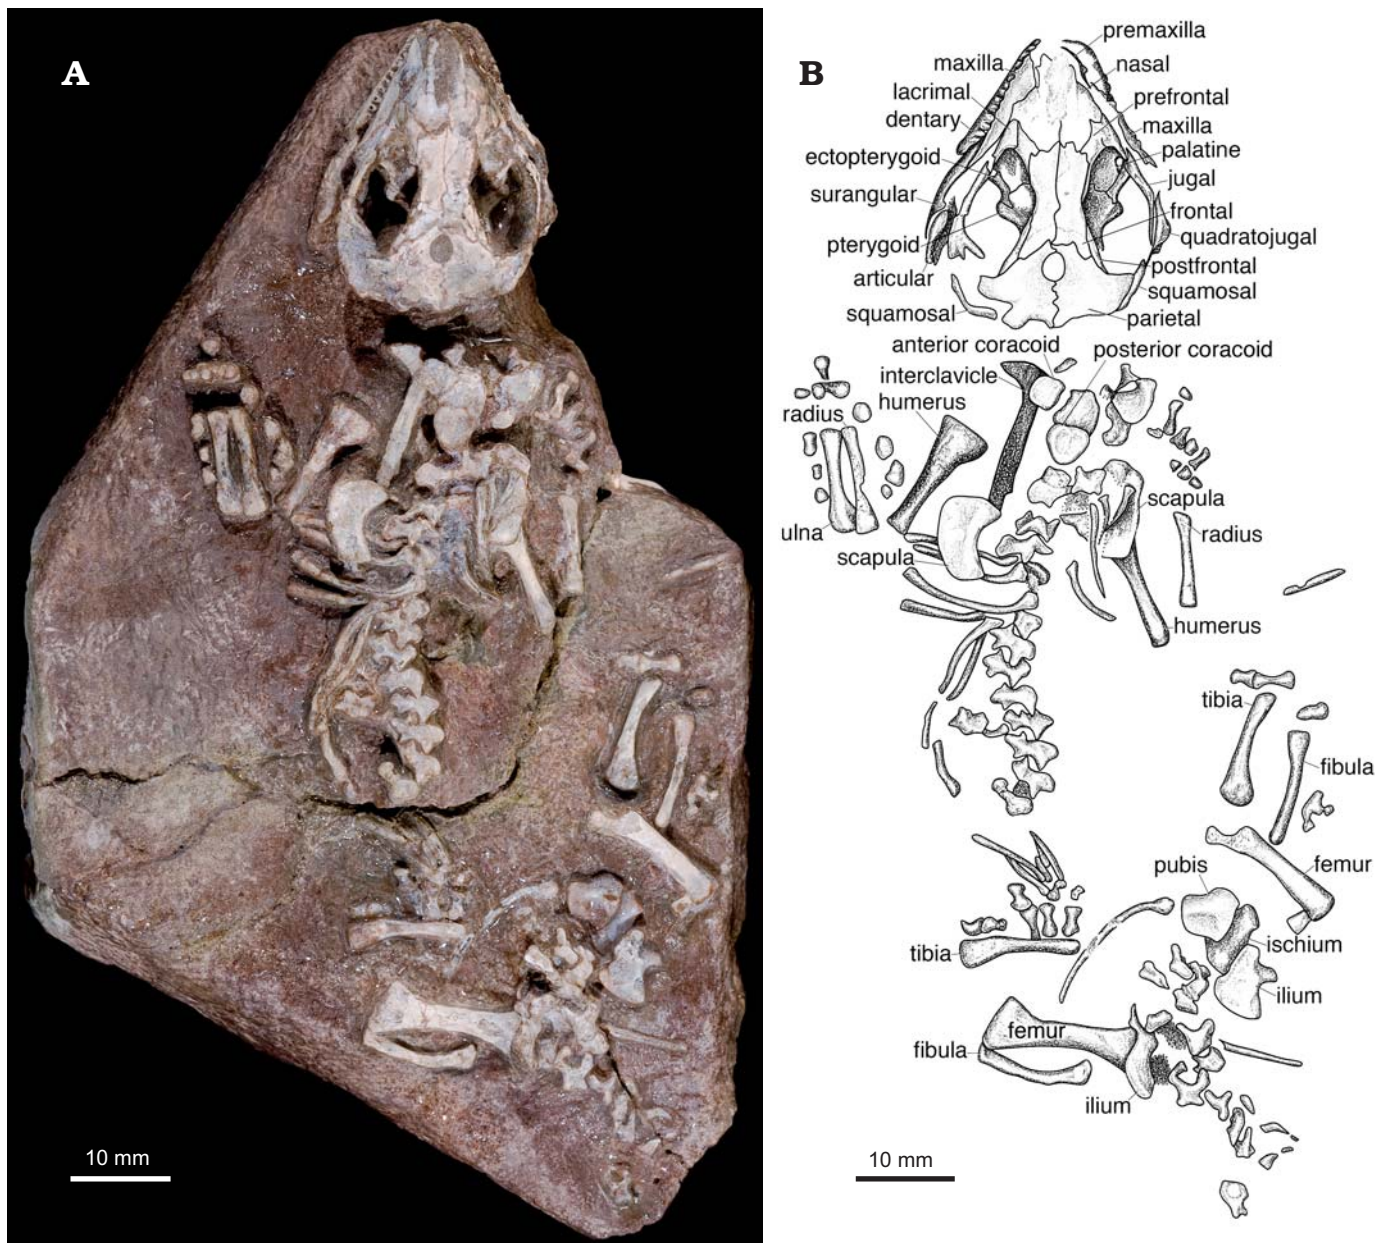 A
10 mm
B
premaxilla
maxilla
nasal
lacrimal
prefrontal
dentary
maxilla
ectopterygoid
palatine
jugal
surangular
frontal
quadratojugal
pterygoid
postfrontal
articular
squamosal
squamosal
parietal
anterior coracoid
posterior coracoid
interclavicle
humerus
radius
scapula
ulna
radius
scapula
humerus
tibia
fibula
pubis
femur
ischium
tibia
ilium
femur
fibula
ilium
10 mm